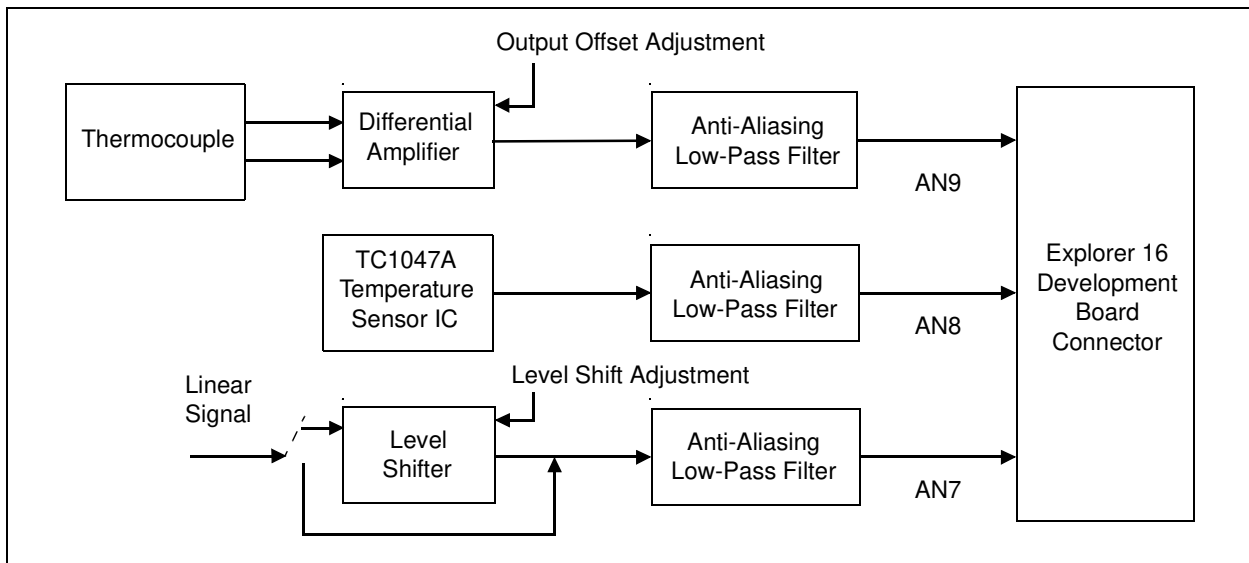 Output Offset Adjustment
Thermocouple
Differential
Amplifier
Anti-Aliasing
Low-Pass Filter
AN9
TC1047A
Temperature
Sensor IC
Anti-Aliasing
Low-Pass Filter
AN8
Explorer 16
Development
Board
Connector
Linear
Signal
Level Shift Adjustment
Level
Shifter
Anti-Aliasing
Low-Pass Filter
AN7